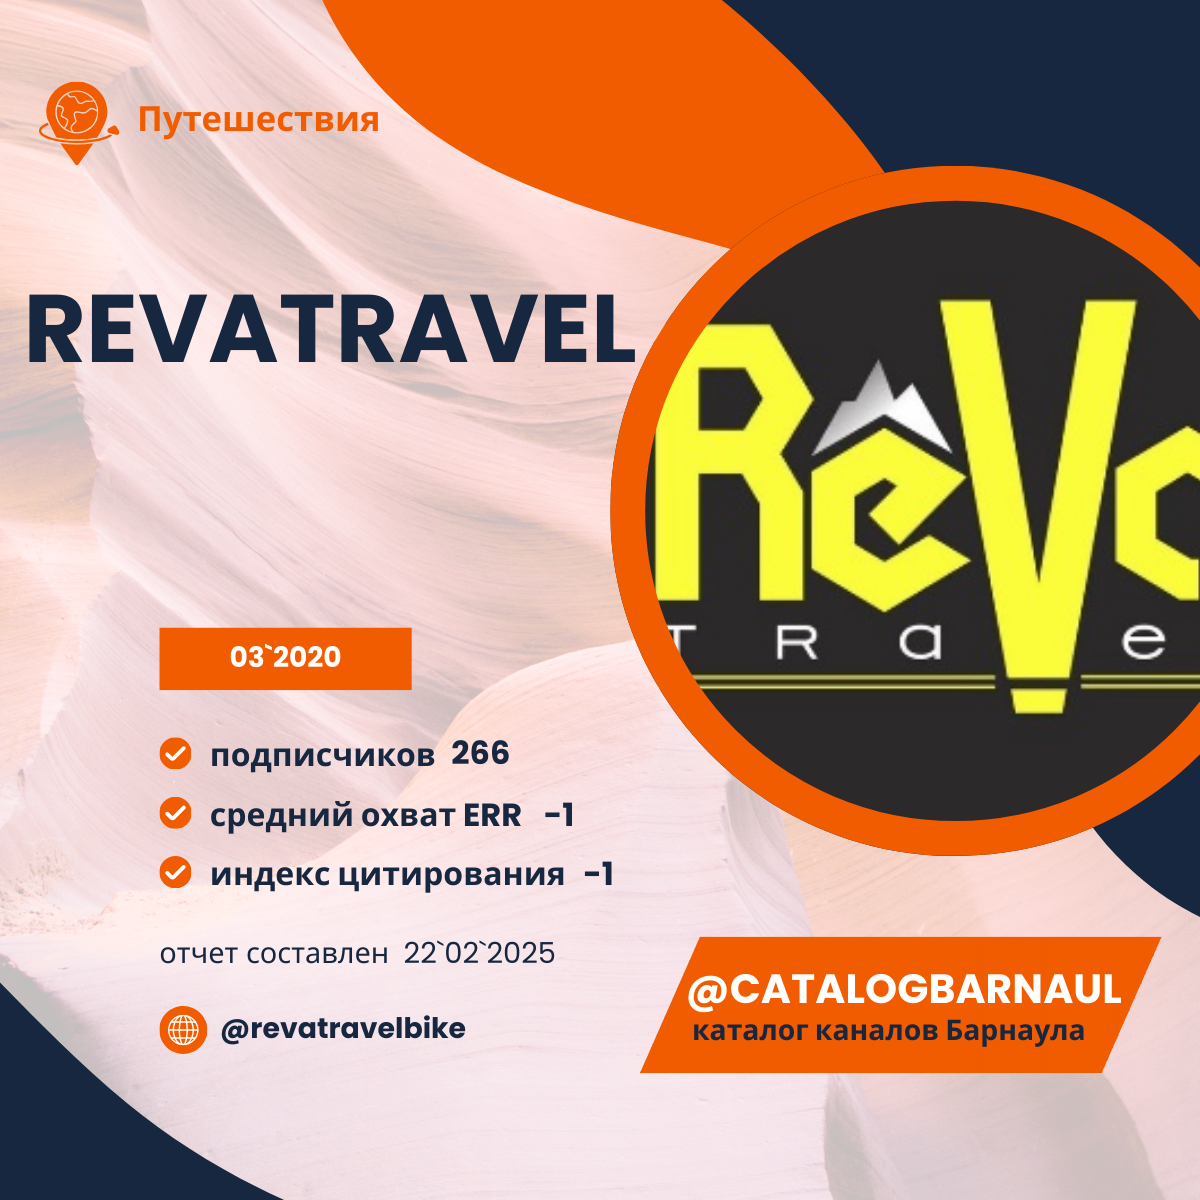 Путешествия
REVATRAVEL
ReVa
TRa e
03`2020
подписчиков 266
средний охват ERR -1
индекс цитирования -1
отчет составлен 22`02`2025
@revatravelbike
@CATALOGBARNAUL
каталог каналов Барнаула